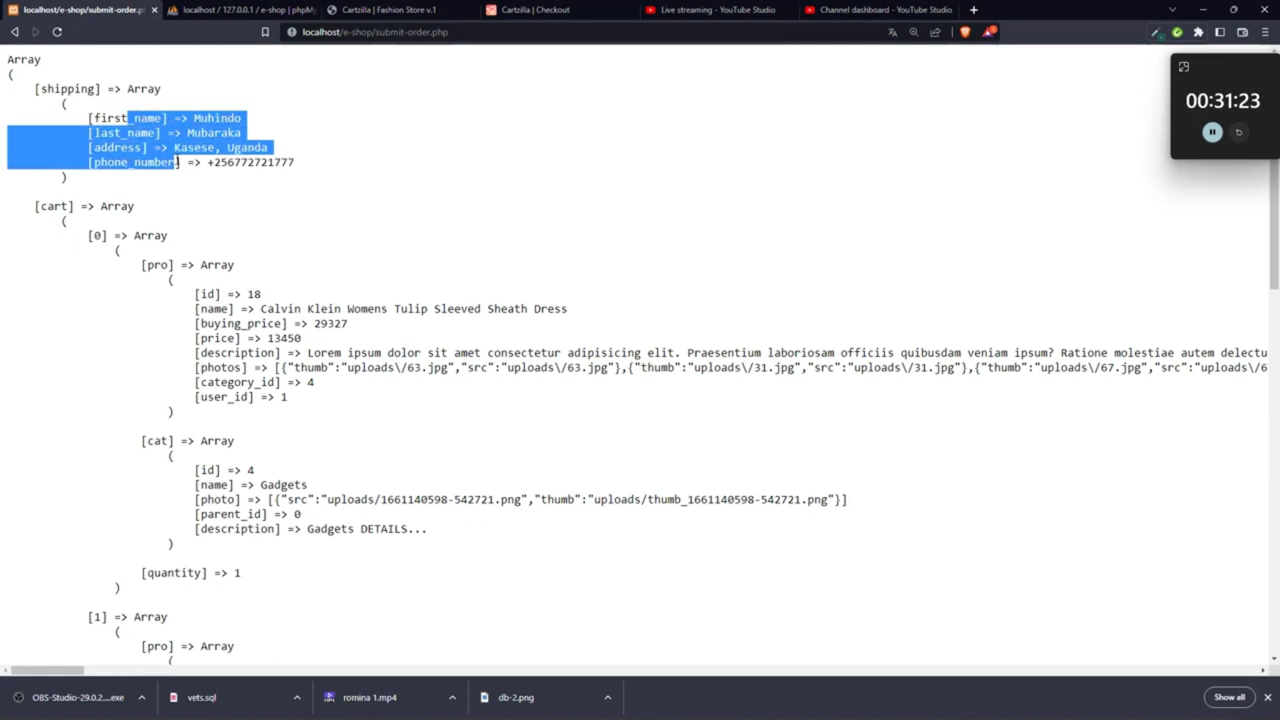 localhost/e-shop/submit-order.ph
localhost / 127.0.0.1 / e-shop | phpMy
Cartzilla | Fashion Store v.1
Cartzilla | Checkout
Live streaming - YouTube Studio
Channel dashboard - YouTube Studio
localhost/e-shop/submit-order.php
00:31:23
Array
(
[shipping] => Array
(
[first_name] => Muhindo
[last_name] => Mubaraka
[address] => Kasese, Uganda
[phone_number] => +256772721777
)
[cart] => Array
(
[0] => Array
(
[pro] => Array
(
[id] => 18
[name] => Calvin Klein Womens Tulip Sleeved Sheath Dress
[buying_price] => 29327
[price] => 13450
[description] => Lorem ipsum dolor sit amet consectetur adipisicing elit. Praesentium laboriosam officiis quibusdam veniam ipsum? Ratione molestiae autem delectu
[photos] => [{"thumb":"uploads\/63.jpg","src":"uploads\/63.jpg"},{"thumb":"uploads\/31.jpg","src":"uploads\/31.jpg"},{"thumb":"uploads\/67.jpg","src":"uploads\/6
[category_id] => 4
[user_id] => 1
)
[cat] => Array
(
[id] => 4
[name] => Gadgets
[photo] => [{"src":"uploads/1661140598-542721.png","thumb":"uploads/thumb_1661140598-542721.png"}]
[parent_id] => 0
[description] => Gadgets DETAILS...
)
[quantity] => 1
)
[1] => Array
(
[pro] => Array
(
OBS-Studio-29.0.2....exe
vets.sql
romina 1.mp4
db-2.png
Show all